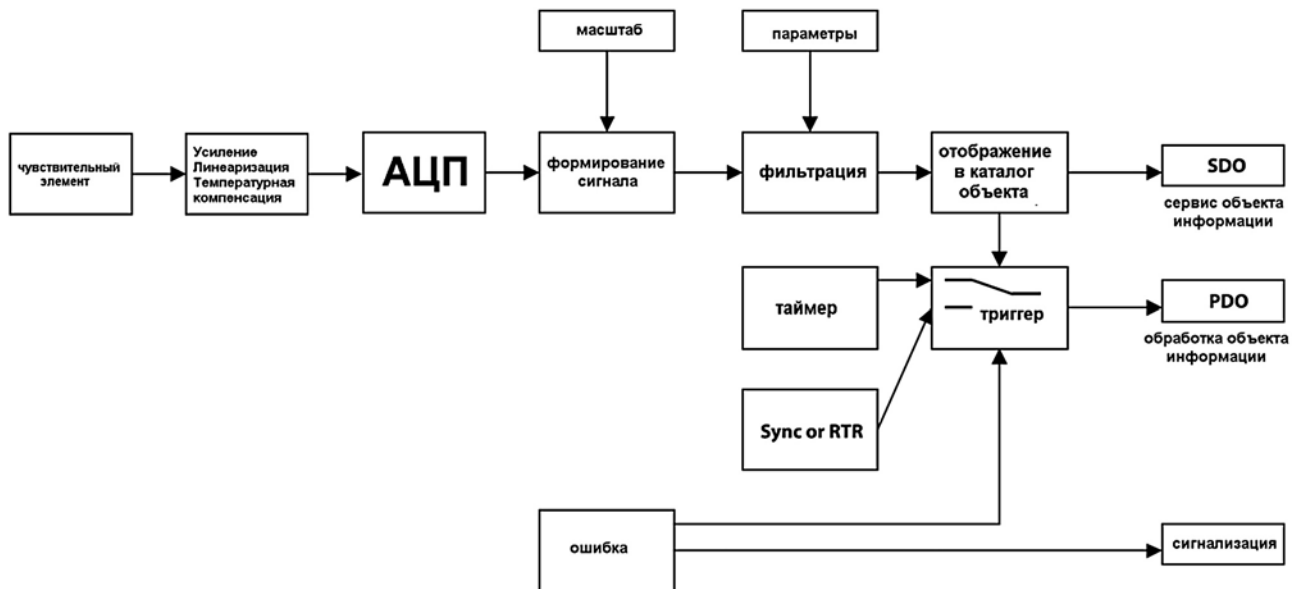 масштаб
параметры
чувствительный
элемент
Усиление
Линеаризация
Температурная
компенсация
АЦП
формирование
сигнала
фильтрация
отображение
в каталог
объекта
SDO
сервис объекта
информации
таймер
триггер
PDO
обработка объекта
информации
Sync or RTR
ошибка
сигнализация